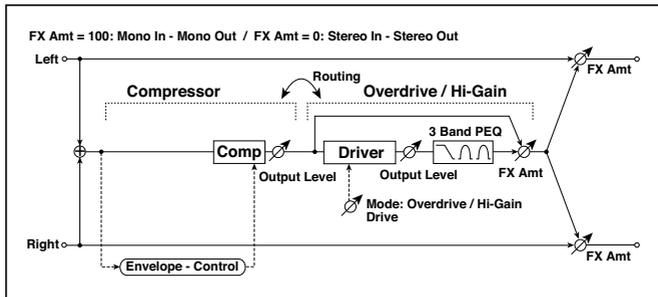 FX Amt = 100: Mono In - Mono Out / FX Amt = 0: Stereo In - Stereo Out
Left
FX Amt
Routing
Compressor
Overdrive / Hi-Gain
3 Band PEQ
Comp
Driver
Output Level
Output Level
FX Amt
Mode: Overdrive / Hi-Gain
Drive
Right
FX Amt
Envelope - Control